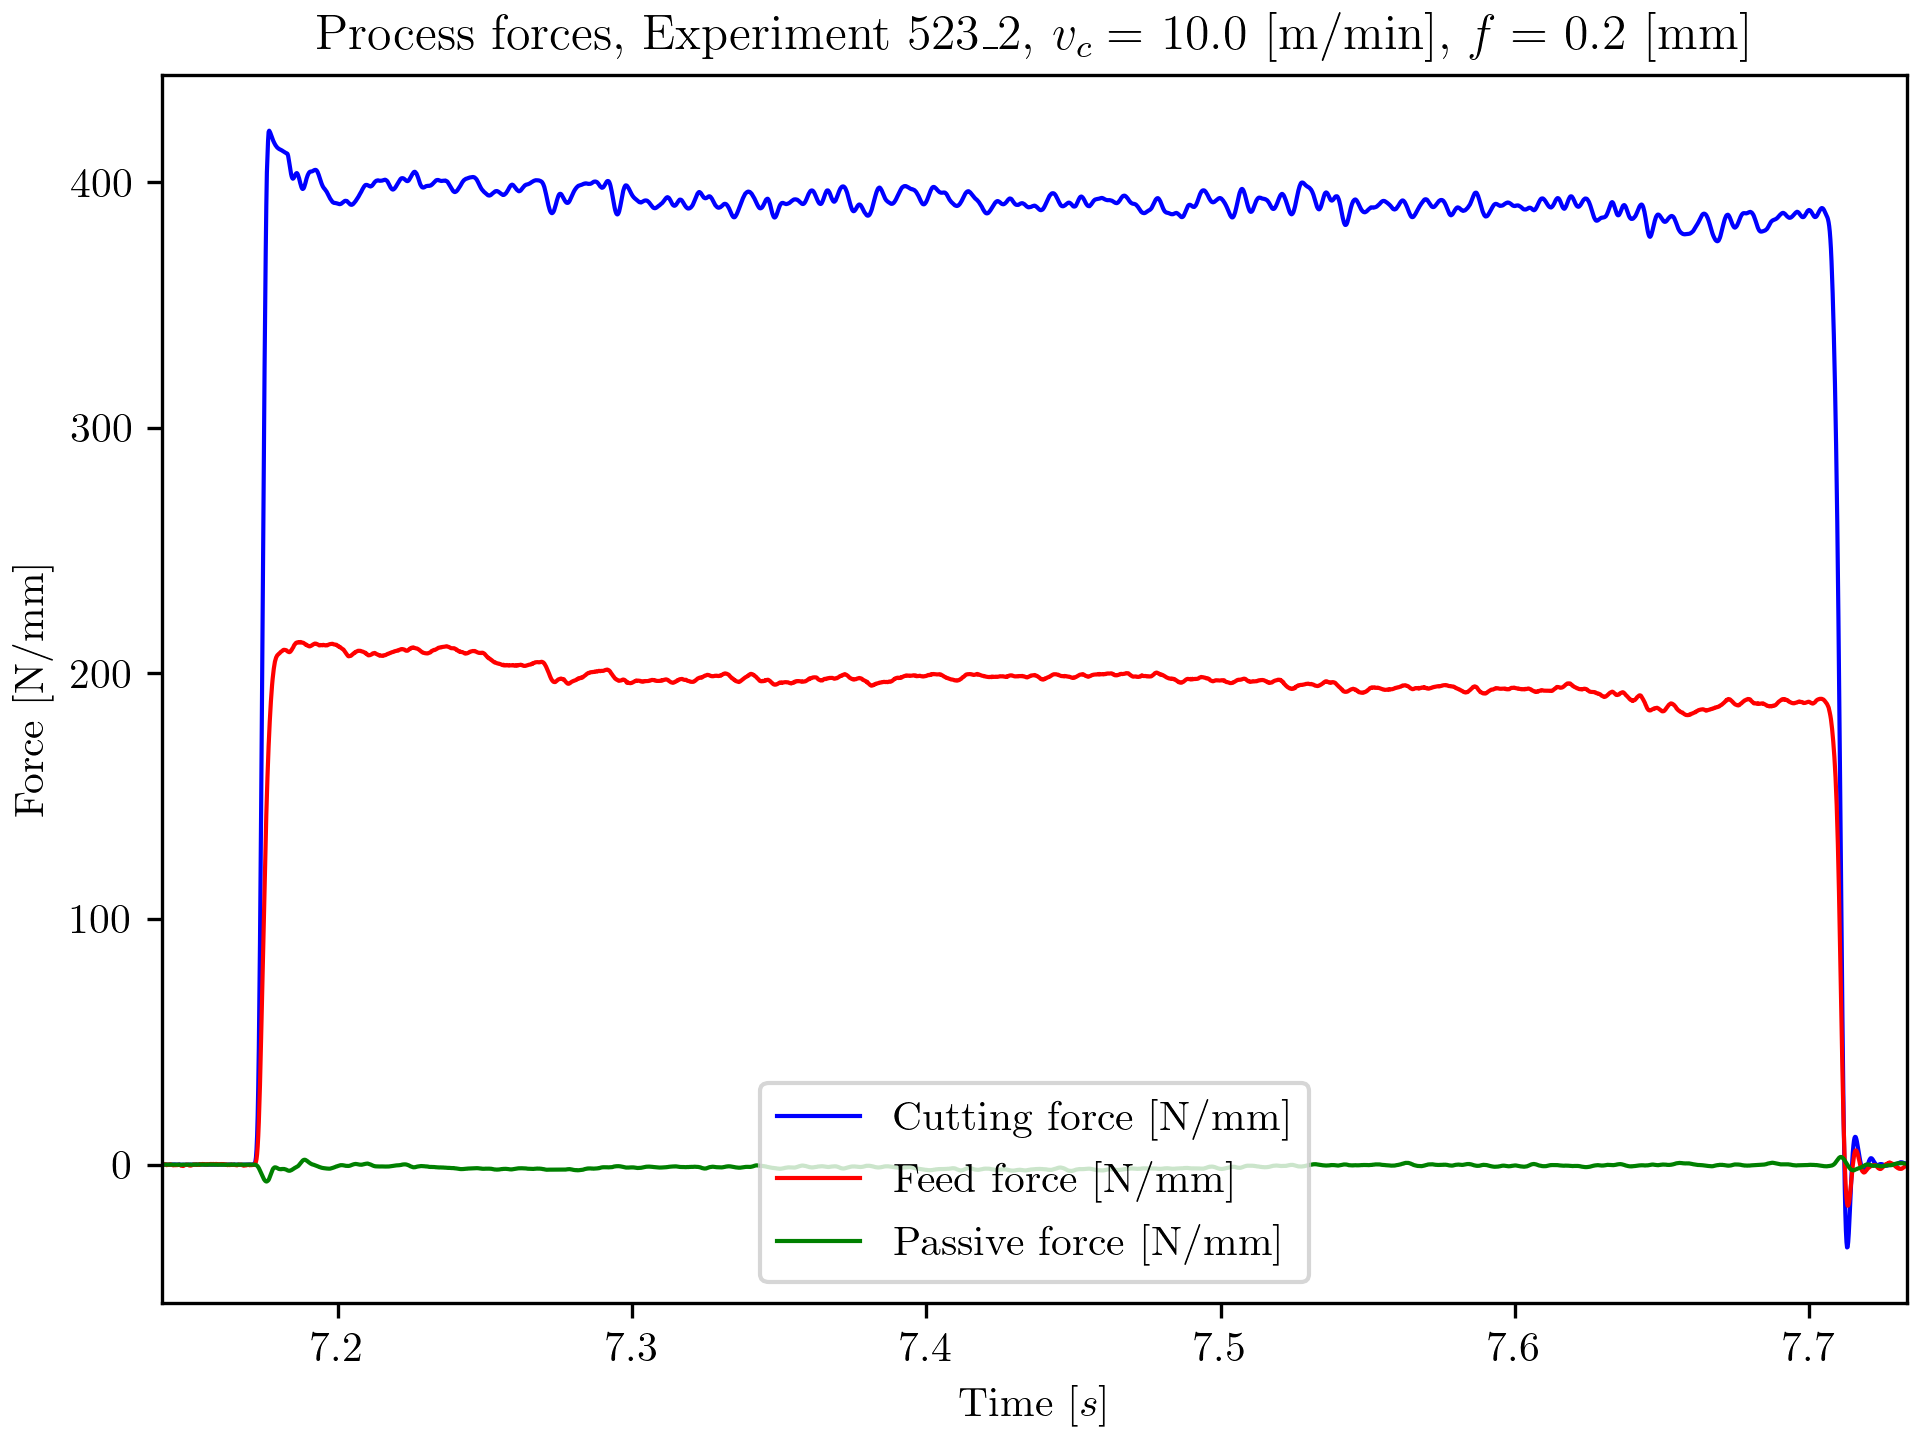 Process forces, Experiment 523_2, v_c = 10.0 [m/min], f = 0.2 [mm]
Force [N/mm]
400
300
200
100
0
Cutting force [N/mm]
Feed force [N/mm]
Passive force [N/mm]
7.2 7.3 7.4 7.5 7.6 7.7
Time [s]